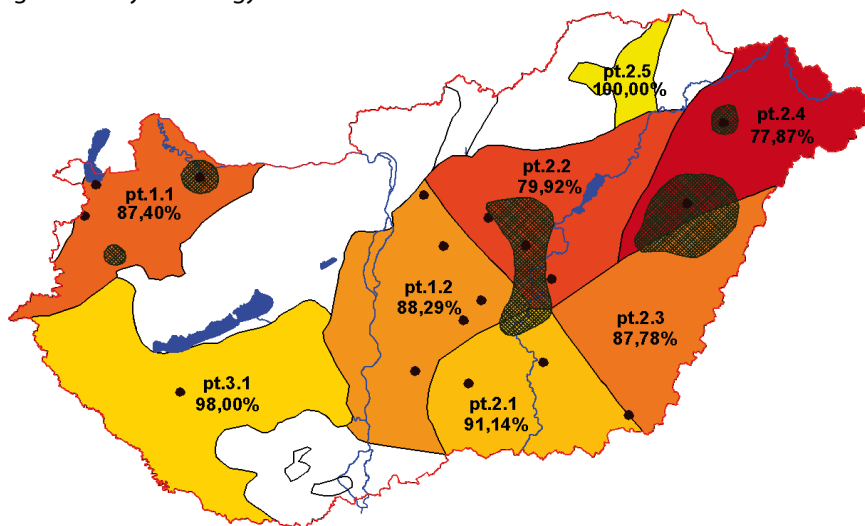 pt.2.5
100,00%
pt.2.4
77,87%
pt.2.2
79,92%
pt.1.1
87,40%
pt.1.2
88,29%
pt.2.3
87,78%
pt.3.1
98,00%
pt.2.1
91,14%